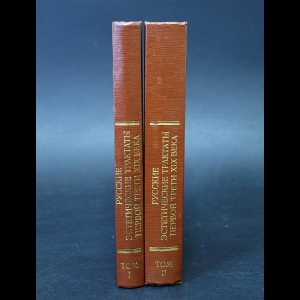 РУССКИЕ
ЭСТЕТИЧЕСКИЕ ТРАКТАТЫ
ПЕРВОЙ ТРЕТИ XIX ВЕКА
ТОМ
I
РУССКИЕ
ЭСТЕТИЧЕСКИЕ ТРАКТАТЫ
ПЕРВОЙ ТРЕТИ XIX ВЕКА
ТОМ
II